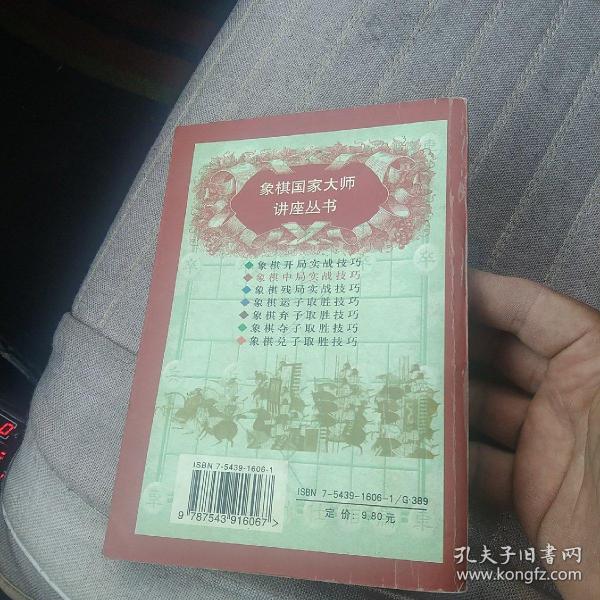 象棋国家大师
讲座丛书
象棋开局实战技巧
象棋中局实战技巧
象棋残局实战技巧
象棋运子取胜技巧
象棋弃子取胜技巧
象棋夺子取胜技巧
象棋兑子取胜技巧
ISBN 7-5439-1606-1
9 787543 916067 >
ISBN 7-5439-1606-1/G·389
定价: 9.80元
孔夫子旧书网
www.kongfz.com